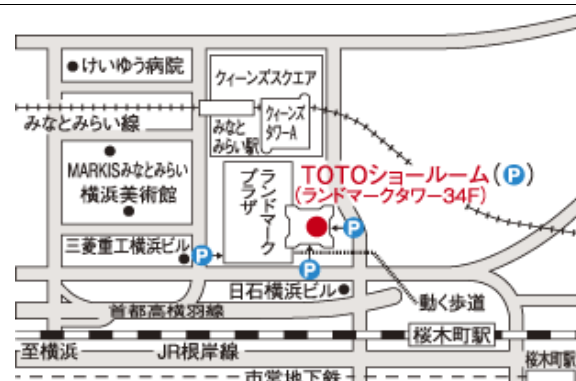 けいゆう病院
クィーンズスクエア
クィーンズ
タワーA
みなとみらい線
みなと
みらい駅
MARKISみなとみらい
横浜美術館
ランドマーク
プラザ
TOTOショールーム(P)
(ランドマークタワー34F)
三菱重工横浜ビル
P
P
P
日石横浜ビル
動く歩道
首都高横羽線
桜木町駅
至横浜
JR根岸線
桜木町駅
市営地下鉄